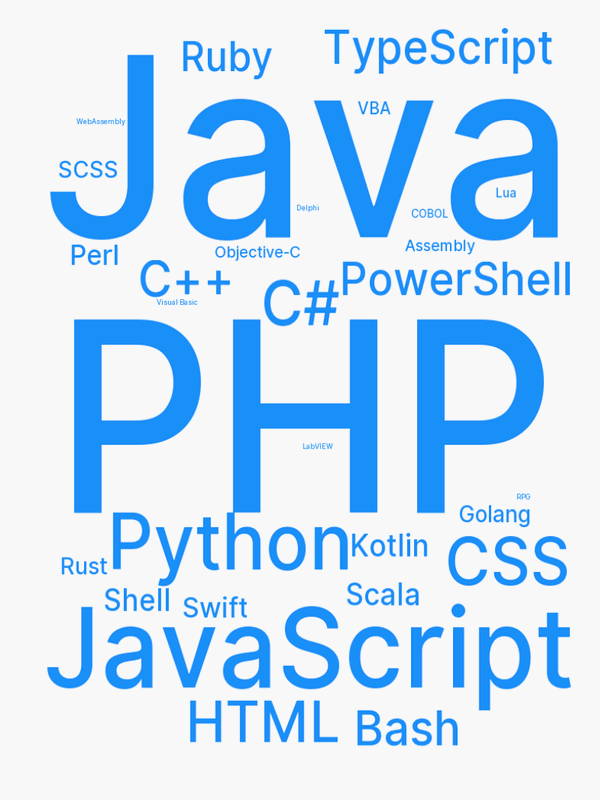 TypeScript
Ruby
Java
VBA
WebAssembly
SCSS
Lua
Delphi
COBOL
Assembly
Perl
Objective-C
C++
PowerShell
C#
Visual Basic
PHP
LabVIEW
RPG
Golang
Python
Kotlin
CSS
Rust
Shell
Swift
Scala
JavaScript
HTML
Bash